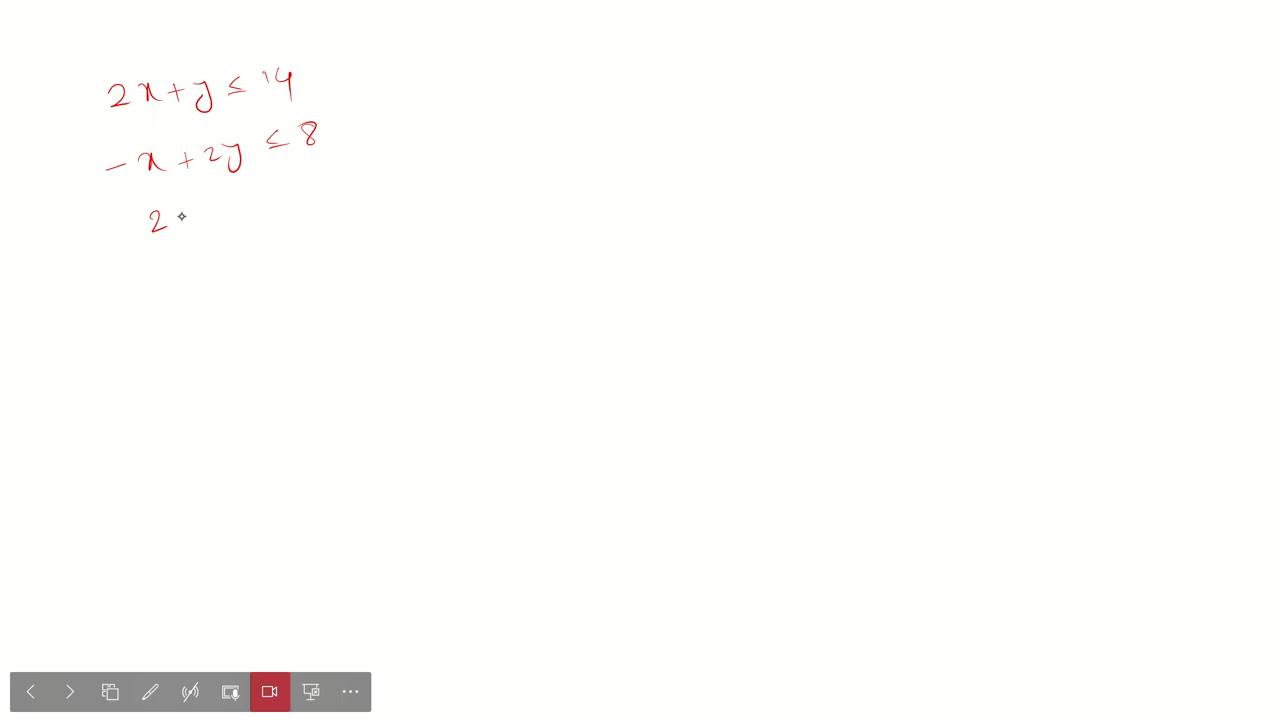 2x+y ≤ 14
-x+2y ≤ 8
2